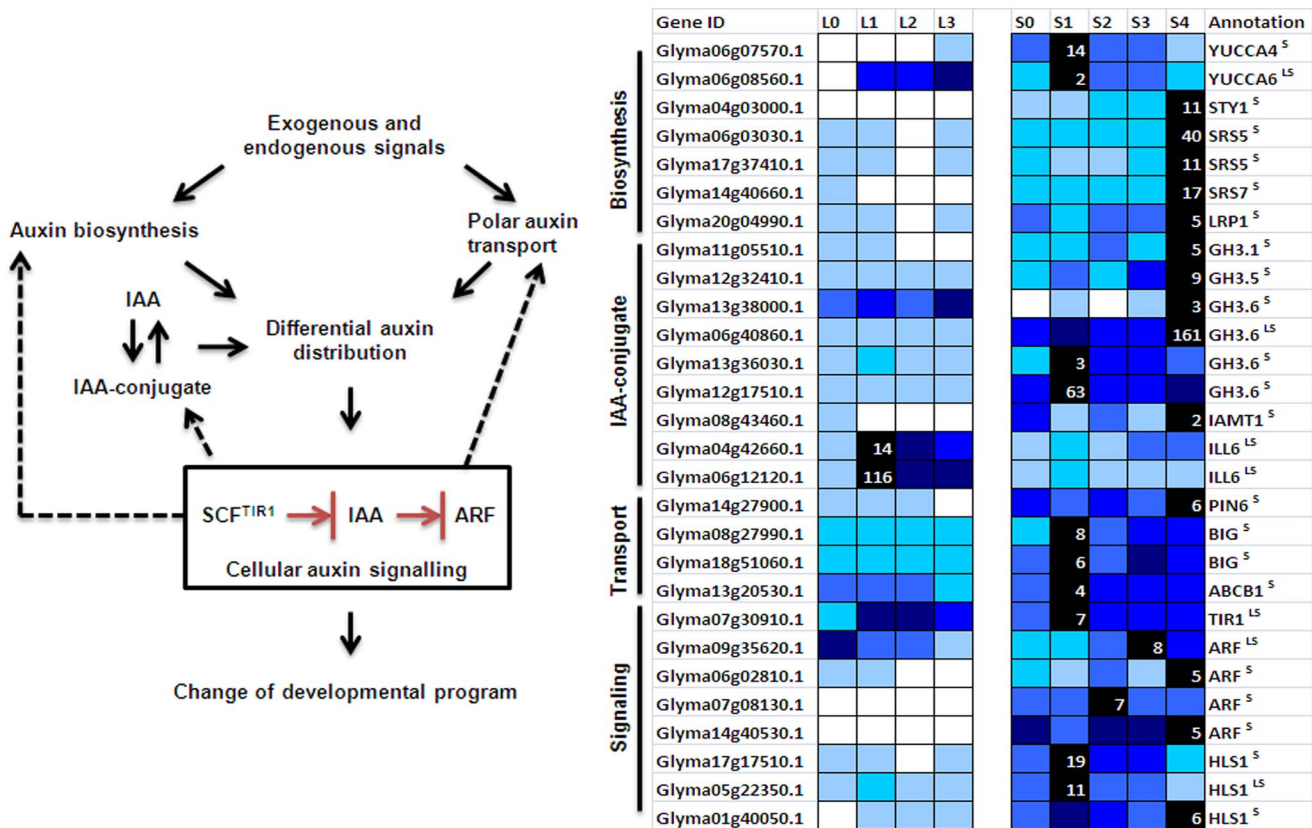 Exogenous and
endogenous signals
Auxin biosynthesis
Polar auxin
transport
IAA
Differential auxin
distribution
IAA-conjugate
SCF^TIR1 IAA ARF
Cellular auxin signalling
Change of developmental program
Gene ID L0 L1 L2 L3 S0 S1 S2 S3 S4 Annotation
Biosynthesis
Glyma06g07570.1 14 YUCCA4 S
Glyma06g08560.1 2 YUCCA6 LS
Glyma04g03000.1 11 STY1 S
Glyma06g03030.1 40 SRS5 S
Glyma17g37410.1 11 SRS5 S
Glyma14g40660.1 17 SRS7 S
Glyma20g04990.1 5 LRP1 S
IAA-conjugate
Glyma11g05510.1 5 GH3.1 S
Glyma12g32410.1 9 GH3.5 S
Glyma13g38000.1 3 GH3.6 S
Glyma06g40860.1 161 GH3.6 LS
Glyma13g36030.1 3 GH3.6 S
Glyma12g17510.1 63 GH3.6 S
Glyma08g43460.1 2 IAMT1 S
Glyma04g42660.1 14 ILL6 LS
Glyma06g12120.1 116 ILL6 LS
Transport
Glyma14g27900.1 6 PIN6 S
Glyma08g27990.1 8 BIG S
Glyma18g51060.1 6 BIG S
Glyma13g20530.1 4 ABCB1 S
Signaling
Glyma07g30910.1 7 TIR1 LS
Glyma09g35620.1 8 ARF LS
Glyma06g02810.1 5 ARF S
Glyma07g08130.1 7 ARF S
Glyma14g40530.1 5 ARF S
Glyma17g17510.1 19 HLS1 S
Glyma05g22350.1 11 HLS1 LS
Glyma01g40050.1 6 HLS1 S